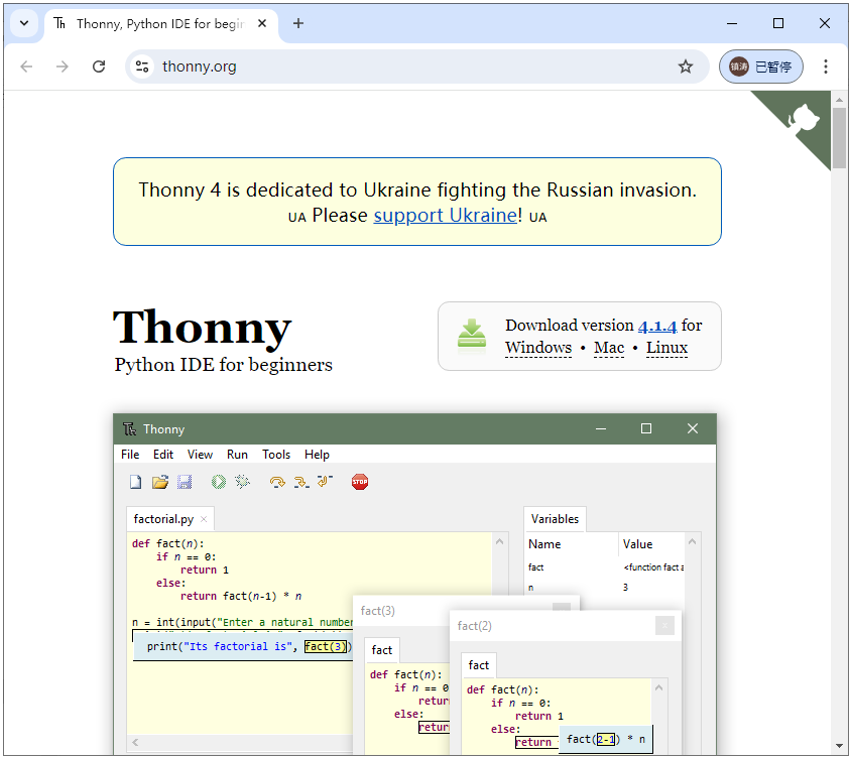 Thonny, Python IDE for begin
thonny.org
镇涛 已暂停
Thonny 4 is dedicated to Ukraine fighting the Russian invasion.
UA Please support Ukraine! UA
Thonny
Python IDE for beginners
Download version 4.1.4 for
Windows • Mac • Linux
Thonny
File Edit View Run Tools Help
STOP
factorial.py
def fact(n):
if n == 0:
return 1
else:
return fact(n-1) * n
n = int(input("Enter a natural number
print("Its factorial is", fact(3))
Variables
Name Value
fact <function fact a
n 3
fact(3)
fact
def fact(n):
if n == 0
retur
else:
retur
fact(2)
fact
def fact(n):
if n == 0:
return 1
else:
return fact(2-1) * n